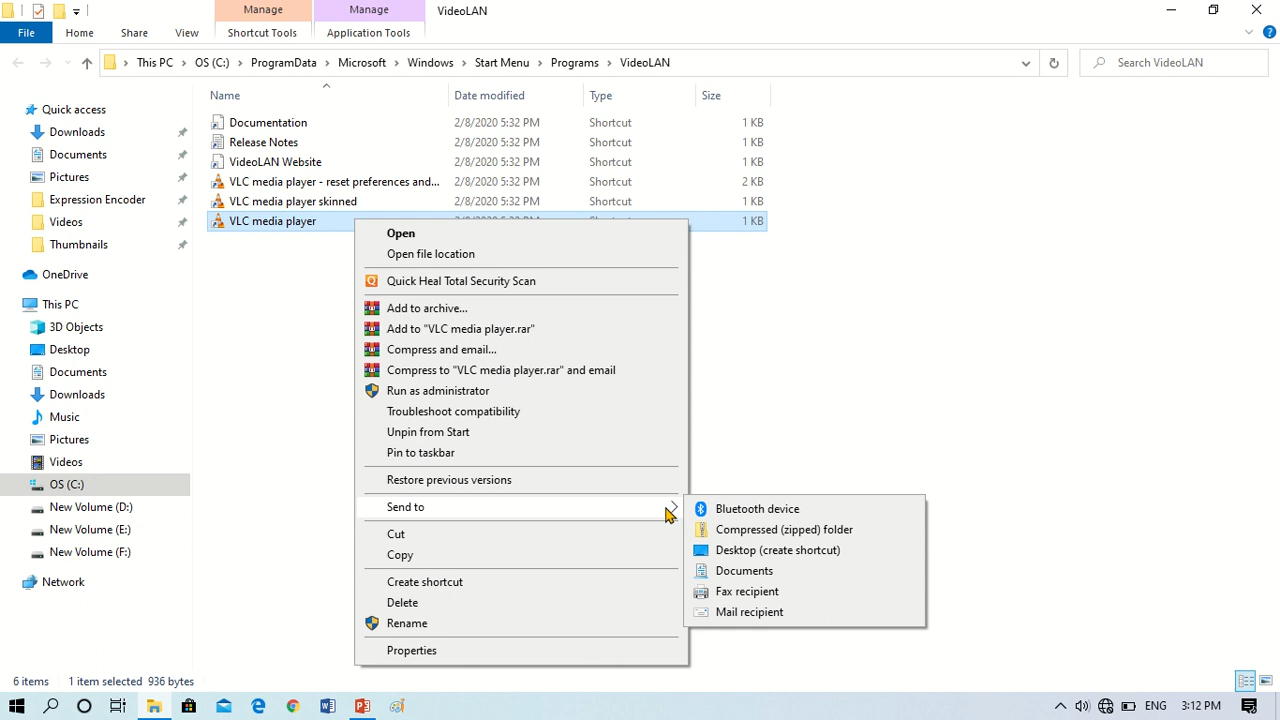 Manage Manage VideoLAN
File Home Share View Shortcut Tools Application Tools
This PC OS (C:) ProgramData Microsoft Windows Start Menu Programs VideoLAN Search VideoLAN
Name Date modified Type Size
Quick access
Downloads
Documents
Pictures
Expression Encoder
Videos
Thumbnails
OneDrive
This PC
3D Objects
Desktop
Documents
Downloads
Music
Pictures
Videos
OS (C:)
New Volume (D:)
New Volume (E:)
New Volume (F:)
Network
Documentation 2/8/2020 5:32 PM Shortcut 1 KB
Release Notes 2/8/2020 5:32 PM Shortcut 1 KB
VideoLAN Website 2/8/2020 5:32 PM Shortcut 1 KB
VLC media player - reset preferences and... 2/8/2020 5:32 PM Shortcut 2 KB
VLC media player skinned 2/8/2020 5:32 PM Shortcut 1 KB
VLC media player 2/8/2020 5:32 PM Shortcut 1 KB
Open
Open file location
Quick Heal Total Security Scan
Add to archive...
Add to "VLC media player.rar"
Compress and email...
Compress to "VLC media player.rar" and email
Run as administrator
Troubleshoot compatibility
Unpin from Start
Pin to taskbar
Restore previous versions
Send to
Cut
Copy
Create shortcut
Delete
Rename
Properties
Bluetooth device
Compressed (zipped) folder
Desktop (create shortcut)
Documents
Fax recipient
Mail recipient
6 items 1 item selected 936 bytes
ENG 3:12 PM